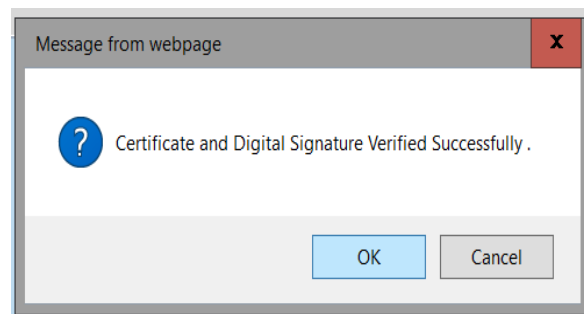 Message from webpage
x
?
Certificate and Digital Signature Verified Successfully .
OK
Cancel